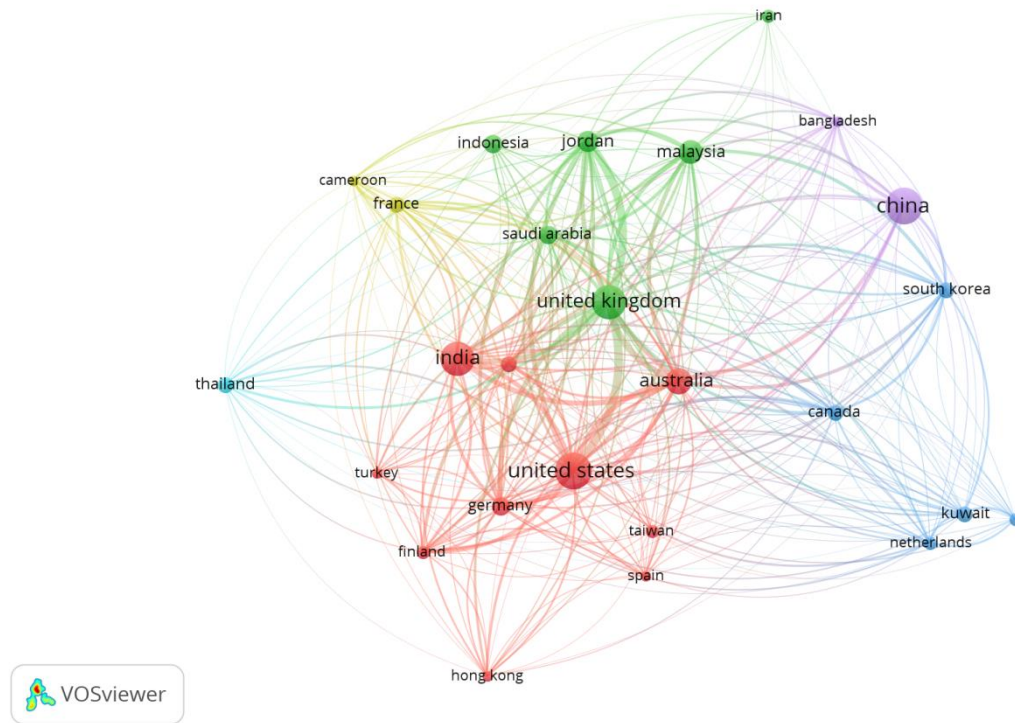 iran
bangladesh
indonesia
jordan
malaysia
cameroon
france
china
saudi arabia
south korea
united kingdom
india
australia
thailand
canada
united states
turkey
germany
kuwait
taiwan
netherlands
finland
spain
hong kong
VOSviewer